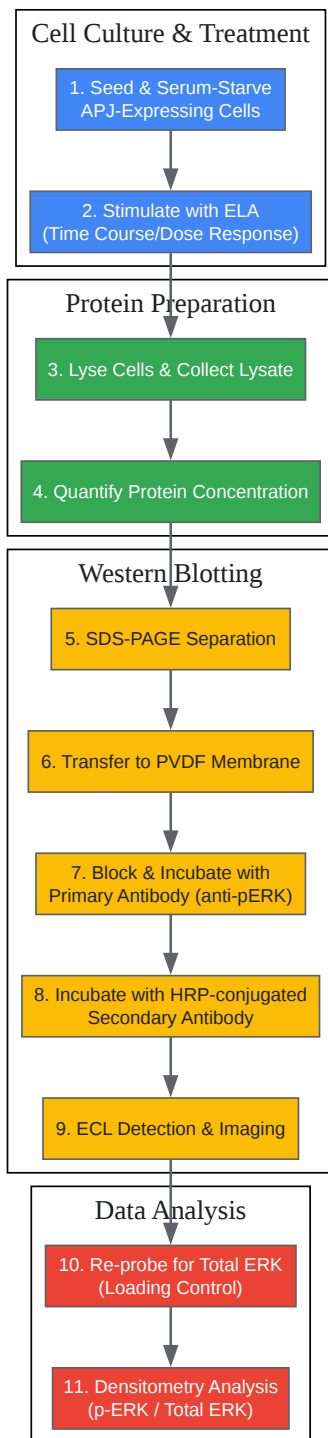 Cell Culture & Treatment
1. Seed & Serum-Starve
APJ-Expressing Cells
2. Stimulate with ELA
(Time Course/Dose Response)
Protein Preparation
3. Lyse Cells & Collect Lysate
4. Quantify Protein Concentration
Western Blotting
5. SDS-PAGE Separation
6. Transfer to PVDF Membrane
7. Block & Incubate with
Primary Antibody (anti-pERK)
8. Incubate with HRP-conjugated
Secondary Antibody
9. ECL Detection & Imaging
Data Analysis
10. Re-probe for Total ERK
(Loading Control)
11. Densitometry Analysis
(p-ERK / Total ERK)